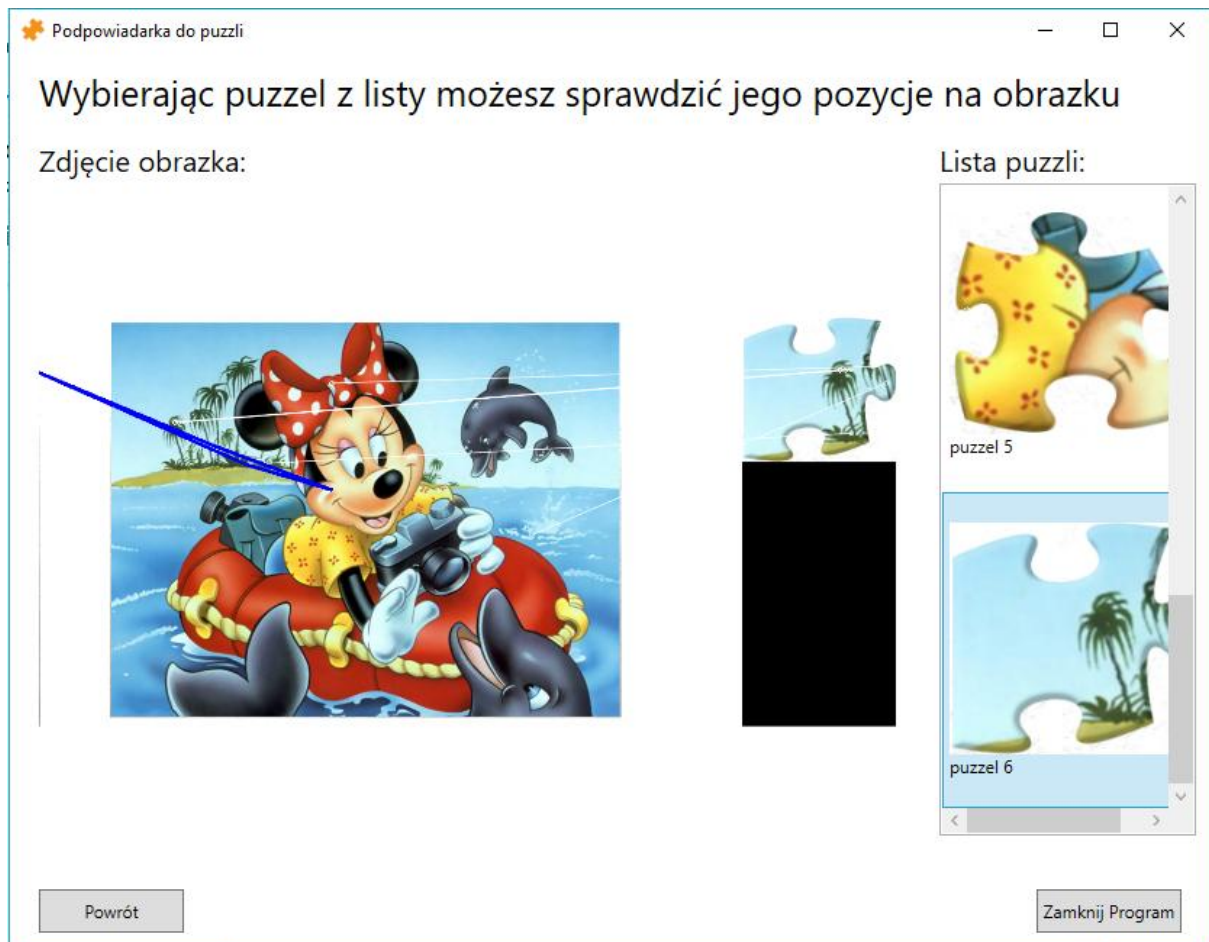 Podpowiadarka do puzzli
Wybierając puzzel z listy możesz sprawdzić jego pozycje na obrazku
Zdjęcie obrazka:
Lista puzzli:
puzzel 5
puzzel 6
Powrót
Zamknij Program